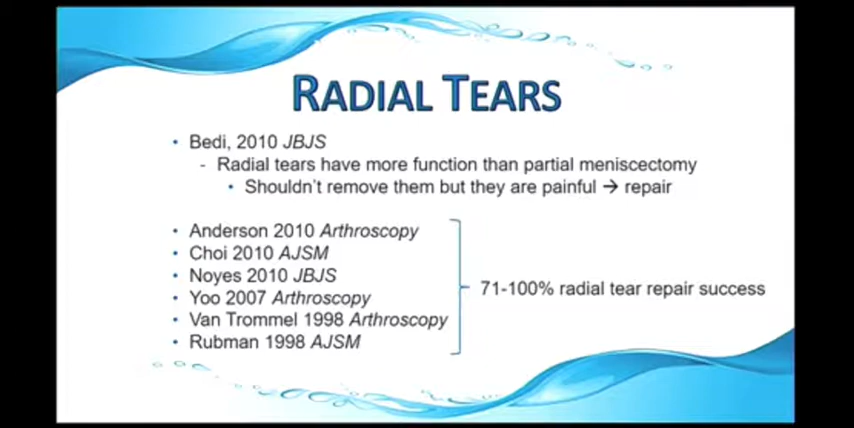 RADIAL TEARS
• Bedi, 2010 JBJS
- Radial tears have more function than partial meniscectomy
• Shouldn't remove them but they are painful → repair
• Anderson 2010 Arthroscopy
• Choi 2010 AJSM
• Noyes 2010 JBJS
• Yoo 2007 Arthroscopy
• Van Trommel 1998 Arthroscopy
• Rubman 1998 AJSM
71-100% radial tear repair success